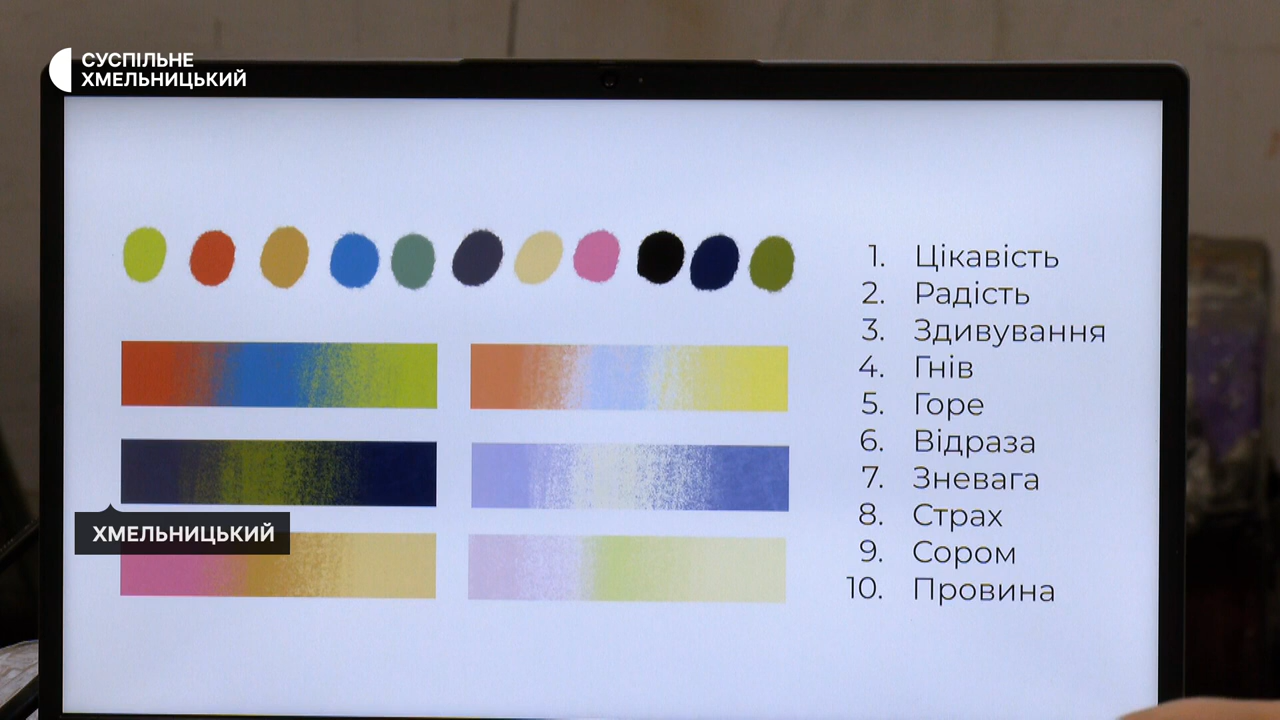 СУСПІЛЬНЕ
ХМЕЛЬНИЦЬКИЙ
1. Цікавість
2. Радість
3. Здивування
4. Гнів
5. Горе
6. Відраза
7. Зневага
8. Страх
9. Сором
10. Провина
ХМЕЛЬНИЦЬКИЙ